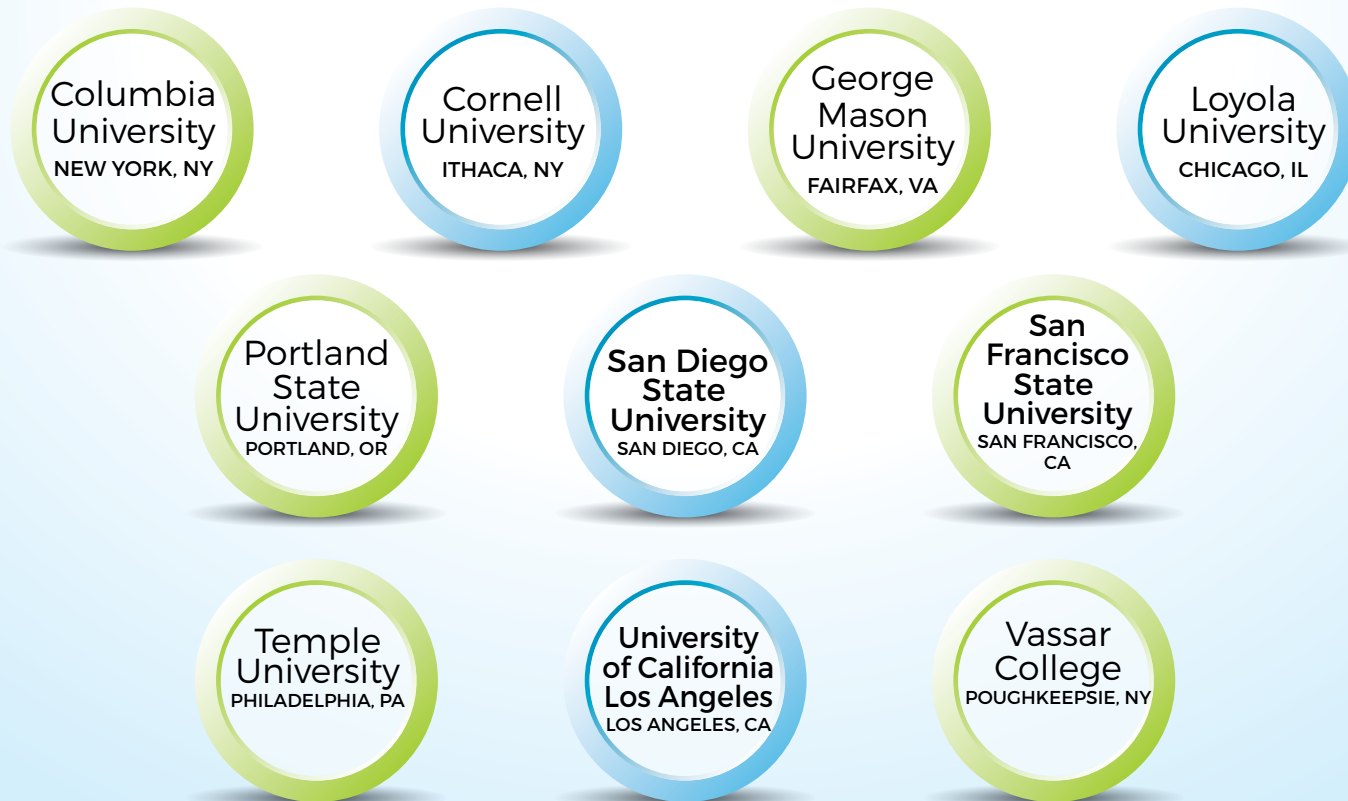 Columbia
University
NEW YORK, NY
Cornell
University
ITHACA, NY
George
Mason
University
FAIRFAX, VA
Loyola
University
CHICAGO, IL
Portland
State
University
PORTLAND, OR
San Diego
State
University
SAN DIEGO, CA
San
Francisco
State
University
SAN FRANCISCO,
CA
Temple
University
PHILADELPHIA, PA
University
of California
Los Angeles
LOS ANGELES, CA
Vassar
College
POUGHKEEPSIE, NY